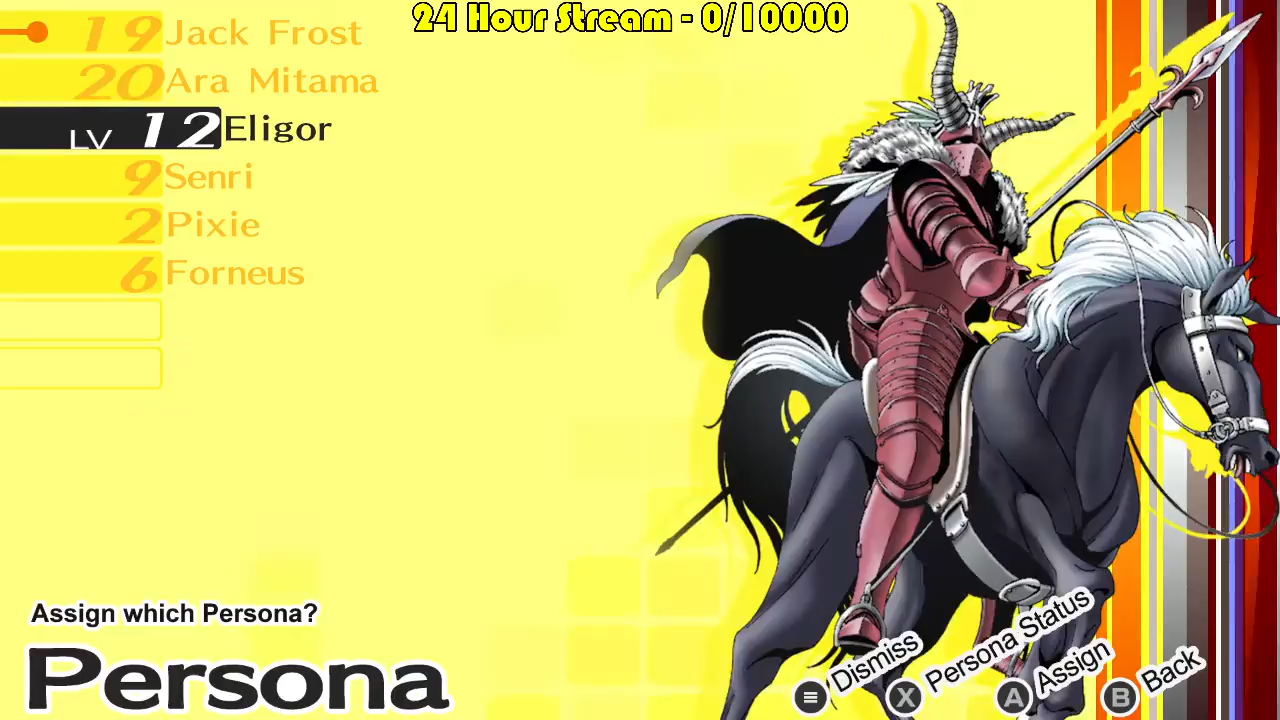 24 Hour Stream - 0/10000
19 Jack Frost
20 Ara Mitama
LV 12 Eligor
9 Senri
2 Pixie
6 Forneus
Assign which Persona?
Persona
Dismiss
X Persona Status
A Assign
B Back